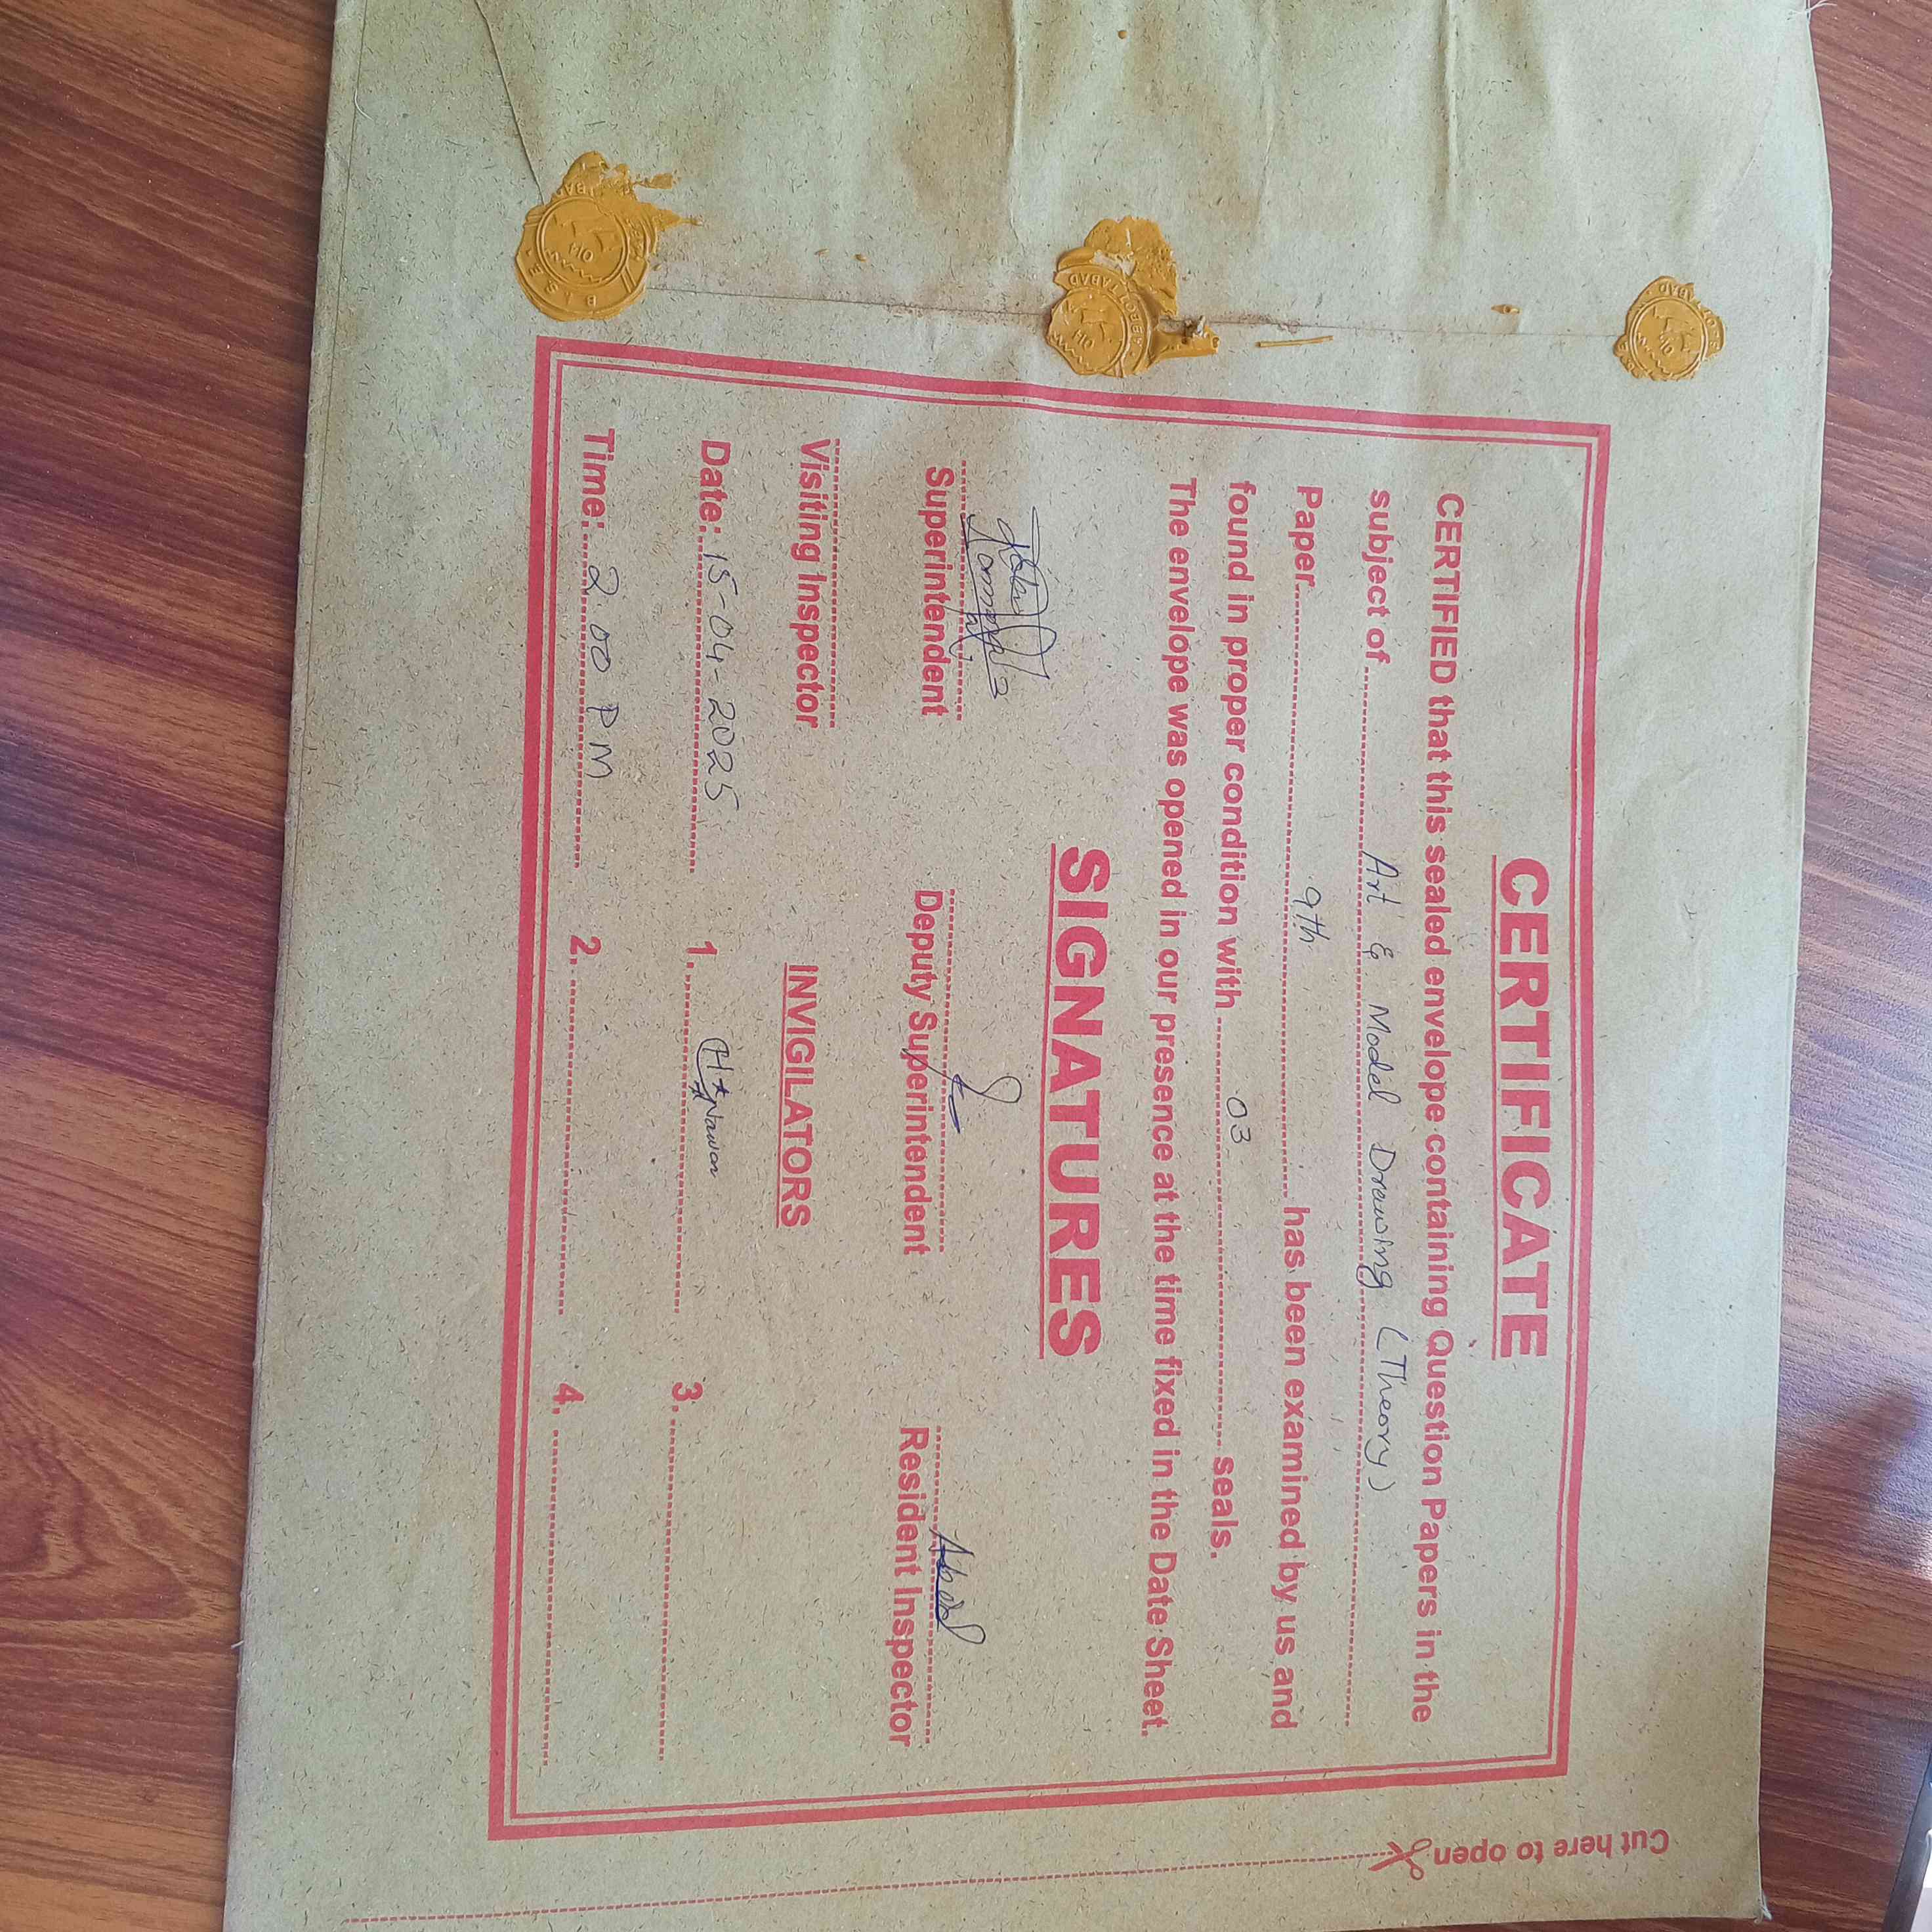 CERTIFICATE
CERTIFIED that this sealed envelope containing Question Papers in the
subject of Art & Model Drawing (Theory)
Paper 9th has been examined by us and
found in proper condition with 03 seals.
The envelope was opened in our presence at the time fixed in the Date Sheet.
SIGNATURES
Superintendent Deputy Superintendent Resident Inspector
Visiting Inspector INVIGILATORS
Date: 15-04-2025 1. 3.
Time: 2.00 PM 2. 4.
Cut here to open